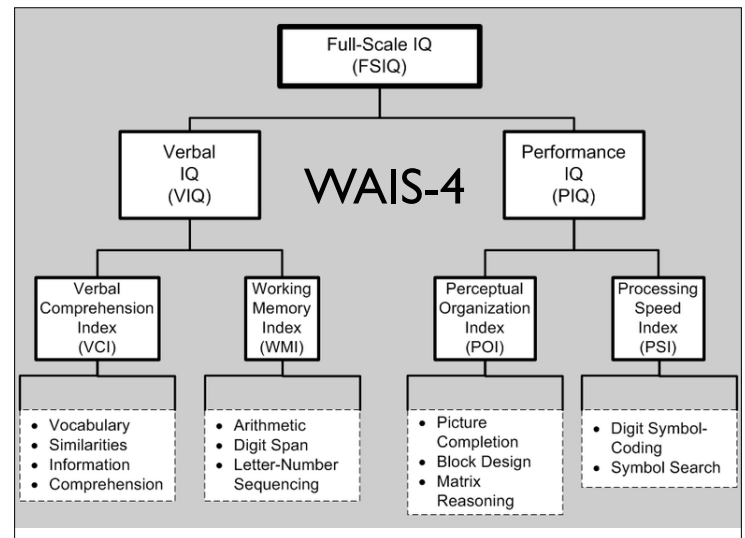 Full-Scale IQ
(FSIQ)
Verbal
IQ
(VIQ)
WAIS-4
Performance
IQ
(PIQ)
Verbal
Comprehension
Index
(VCI)
Working
Memory
Index
(WMI)
Perceptual
Organization
Index
(POI)
Processing
Speed
Index
(PSI)
• Vocabulary
• Similarities
• Information
• Comprehension
• Arithmetic
• Digit Span
• Letter-Number
Sequencing
• Picture
Completion
• Block Design
• Matrix
Reasoning
• Digit Symbol-
Coding
• Symbol Search